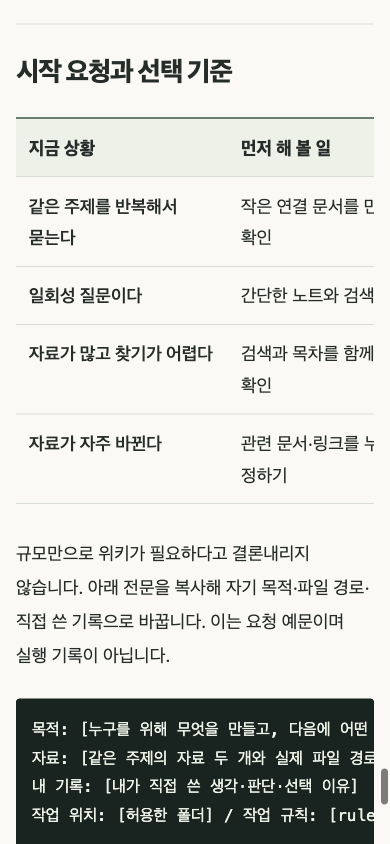 시작 요청과 선택 기준
지금 상황 먼저 해 볼 일
같은 주제를 반복해서 작은 연결 문서를
묻는다 확인
일회성 질문이다 간단한 노트와 검색
자료가 많고 찾기가 어렵다 검색과 목차를 함께
확인
자료가 자주 바뀐다 관련 문서·링크를
정하기
규모만으로 위키가 필요하다고 결론내리지
않습니다. 아래 전문을 복사해 자기 목적·파일 경로·
직접 쓴 기록으로 바꿉니다. 이는 요청 예문이며
실행 기록이 아닙니다.
목적: [누구를 위해 무엇을 만들고, 다음에 어떤
자료: [같은 주제의 자료 두 개와 실제 파일 경로
내 기록: [내가 직접 쓴 생각·판단·선택 이유]
작업 위치: [허용한 폴더] / 작업 규칙: [rule